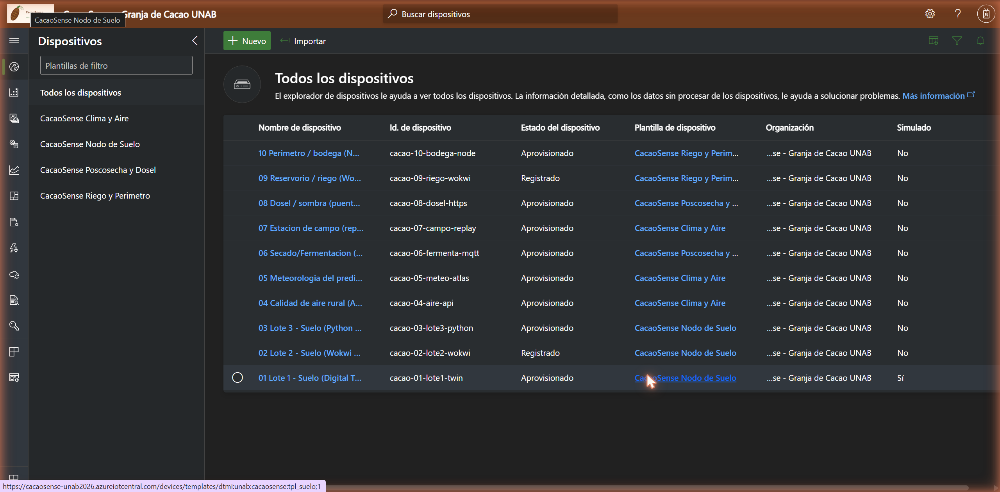 CacaoSense
Granja de Cacao UNAB
CacaoSense Nodo de Suelo
Buscar dispositivos
Dispositivos
Nuevo
Importar
Plantillas de filtro
Todos los dispositivos
CacaoSense Clima y Aire
CacaoSense Nodo de Suelo
CacaoSense Poscosecha y Dosel
CacaoSense Riego y Perimetro
Todos los dispositivos
El explorador de dispositivos le ayuda a ver todos los dispositivos. La información detallada, como los datos sin procesar de los dispositivos, le ayuda a solucionar problemas. Más información
Nombre de dispositivo Id. de dispositivo Estado del dispositivo Plantilla de dispositivo Organización Simulado
10 Perimetro / bodega (N... cacao-10-bodega-node Aprovisionado CacaoSense Riego y Perim... ...se - Granja de Cacao UNAB No
09 Reservorio / riego (Wo... cacao-09-riego-wokwi Registrado CacaoSense Riego y Perim... ...se - Granja de Cacao UNAB No
08 Dosel / sombra (puent... cacao-08-dosel-https Aprovisionado CacaoSense Poscosecha y ... ...se - Granja de Cacao UNAB No
07 Estacion de campo (rep... cacao-07-campo-replay Aprovisionado CacaoSense Clima y Aire ...se - Granja de Cacao UNAB No
06 Secado/Fermentacion (... cacao-06-fermenta-mqtt Aprovisionado CacaoSense Poscosecha y ... ...se - Granja de Cacao UNAB No
05 Meteorologia del predi... cacao-05-meteo-atlas Aprovisionado CacaoSense Clima y Aire ...se - Granja de Cacao UNAB No
04 Calidad de aire rural (A... cacao-04-aire-api Aprovisionado CacaoSense Clima y Aire ...se - Granja de Cacao UNAB No
03 Lote 3 - Suelo (Python ... cacao-03-lote3-python Aprovisionado CacaoSense Nodo de Suelo ...se - Granja de Cacao UNAB No
02 Lote 2 - Suelo (Wokwi ... cacao-02-lote2-wokwi Registrado CacaoSense Nodo de Suelo ...se - Granja de Cacao UNAB No
01 Lote 1 - Suelo (Digital T... cacao-01-lote1-twin Aprovisionado CacaoSense Nodo de Suelo ...se - Granja de Cacao UNAB Sí
https://cacaosense-unab2026.azureiotcentral.com/devices/templates/dtmi:unab:cacaosense:tpl_suelo;1